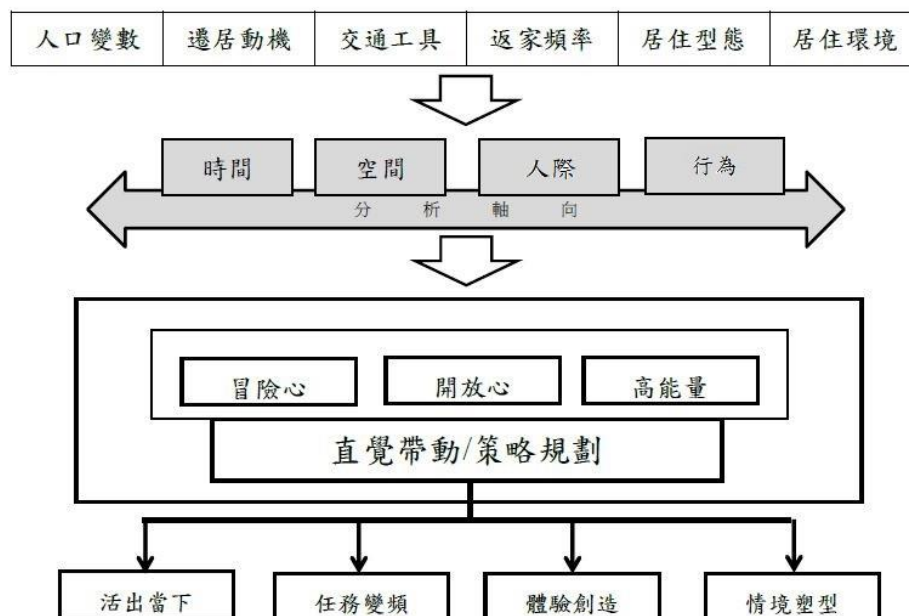 人口變數 遷居動機 交通工具 返家頻率 居住型態 居住環境
時間 空間 人際 行為
分析軸向
冒險心 開放心 高能量
直覺帶動/策略規劃
活出當下 任務變頻 體驗創造 情境塑型